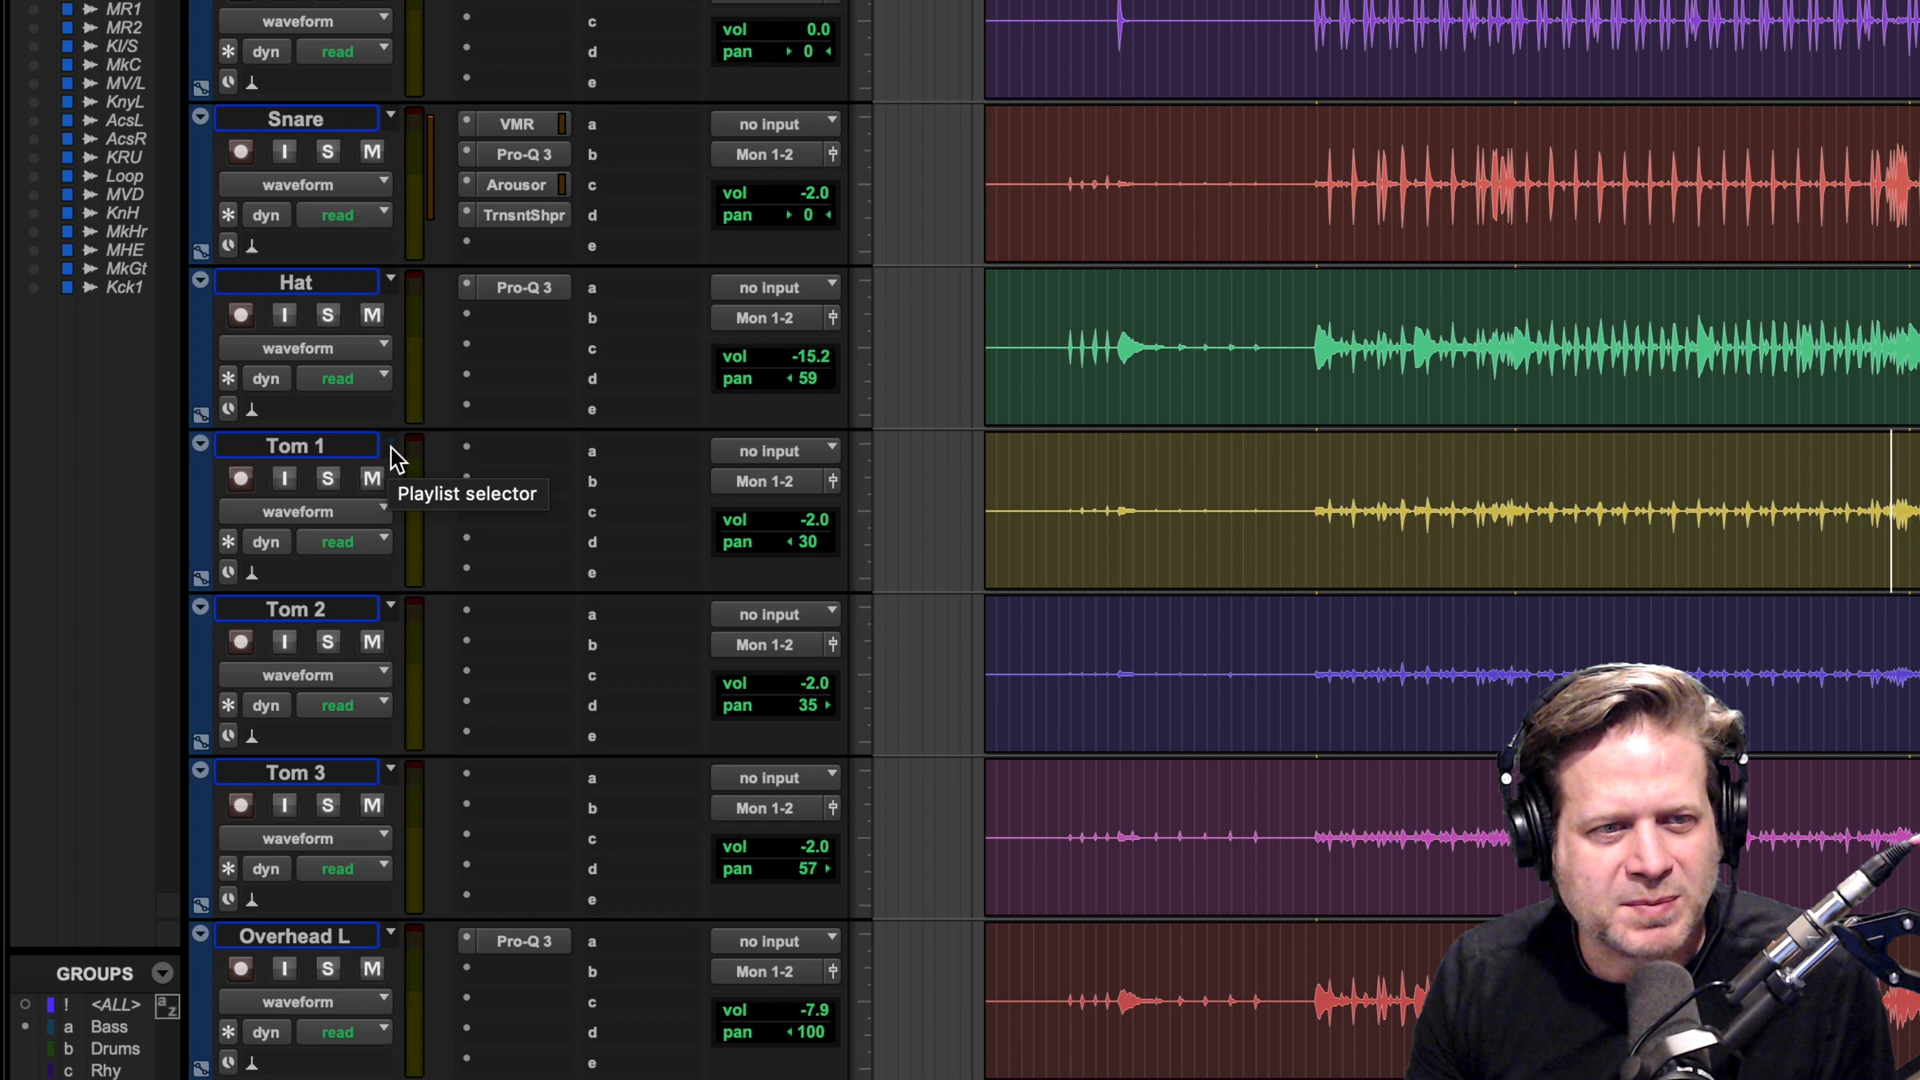 MR1
MR2
KI/S
MkC
MV/L
KnyL
AcsL
AcsR
KRU
Loop
MVD
KnH
MkHr
MHE
MkGt
Kck1
GROUPS
! <ALL> a z
a Bass
b Drums
c Rhy
waveform
dyn read
c
d
e
vol 0.0
pan 0
Snare
I S M
waveform
dyn read
VMR a
Pro-Q 3 b
Arousor c
TrnsntShpr d
e
no input
Mon 1-2
vol -2.0
pan 0
Hat
I S M
waveform
dyn read
Pro-Q 3 a
b
c
d
e
no input
Mon 1-2
vol -15.2
pan 59
Tom 1
I S M
Playlist selector
waveform
dyn read
a
b
c
d
e
no input
Mon 1-2
vol -2.0
pan 30
Tom 2
I S M
waveform
dyn read
a
b
c
d
e
no input
Mon 1-2
vol -2.0
pan 35
Tom 3
I S M
waveform
dyn read
a
b
c
d
e
no input
Mon 1-2
vol -2.0
pan 57
Overhead L
I S M
waveform
dyn read
Pro-Q 3 a
b
c
d
e
no input
Mon 1-2
vol -7.9
pan 100